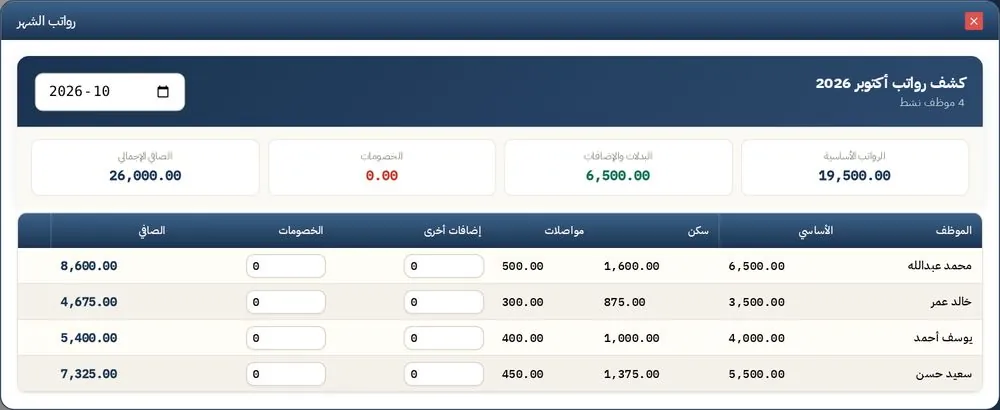 رواتب الشهر
كشف رواتب أكتوبر 2026
4 موظف نشط
2026-10
الرواتب الأساسية
19,500.00
البدلات والإضافات
6,500.00
الخصومات
0.00
الصافي الإجمالي
26,000.00
الموظف الأساسي سكن مواصلات إضافات أخرى الخصومات الصافي
محمد عبدالله 6,500.00 1,600.00 500.00 0 0 8,600.00
خالد عمر 3,500.00 875.00 300.00 0 0 4,675.00
يوسف أحمد 4,000.00 1,000.00 400.00 0 0 5,400.00
سعيد حسن 5,500.00 1,375.00 450.00 0 0 7,325.00